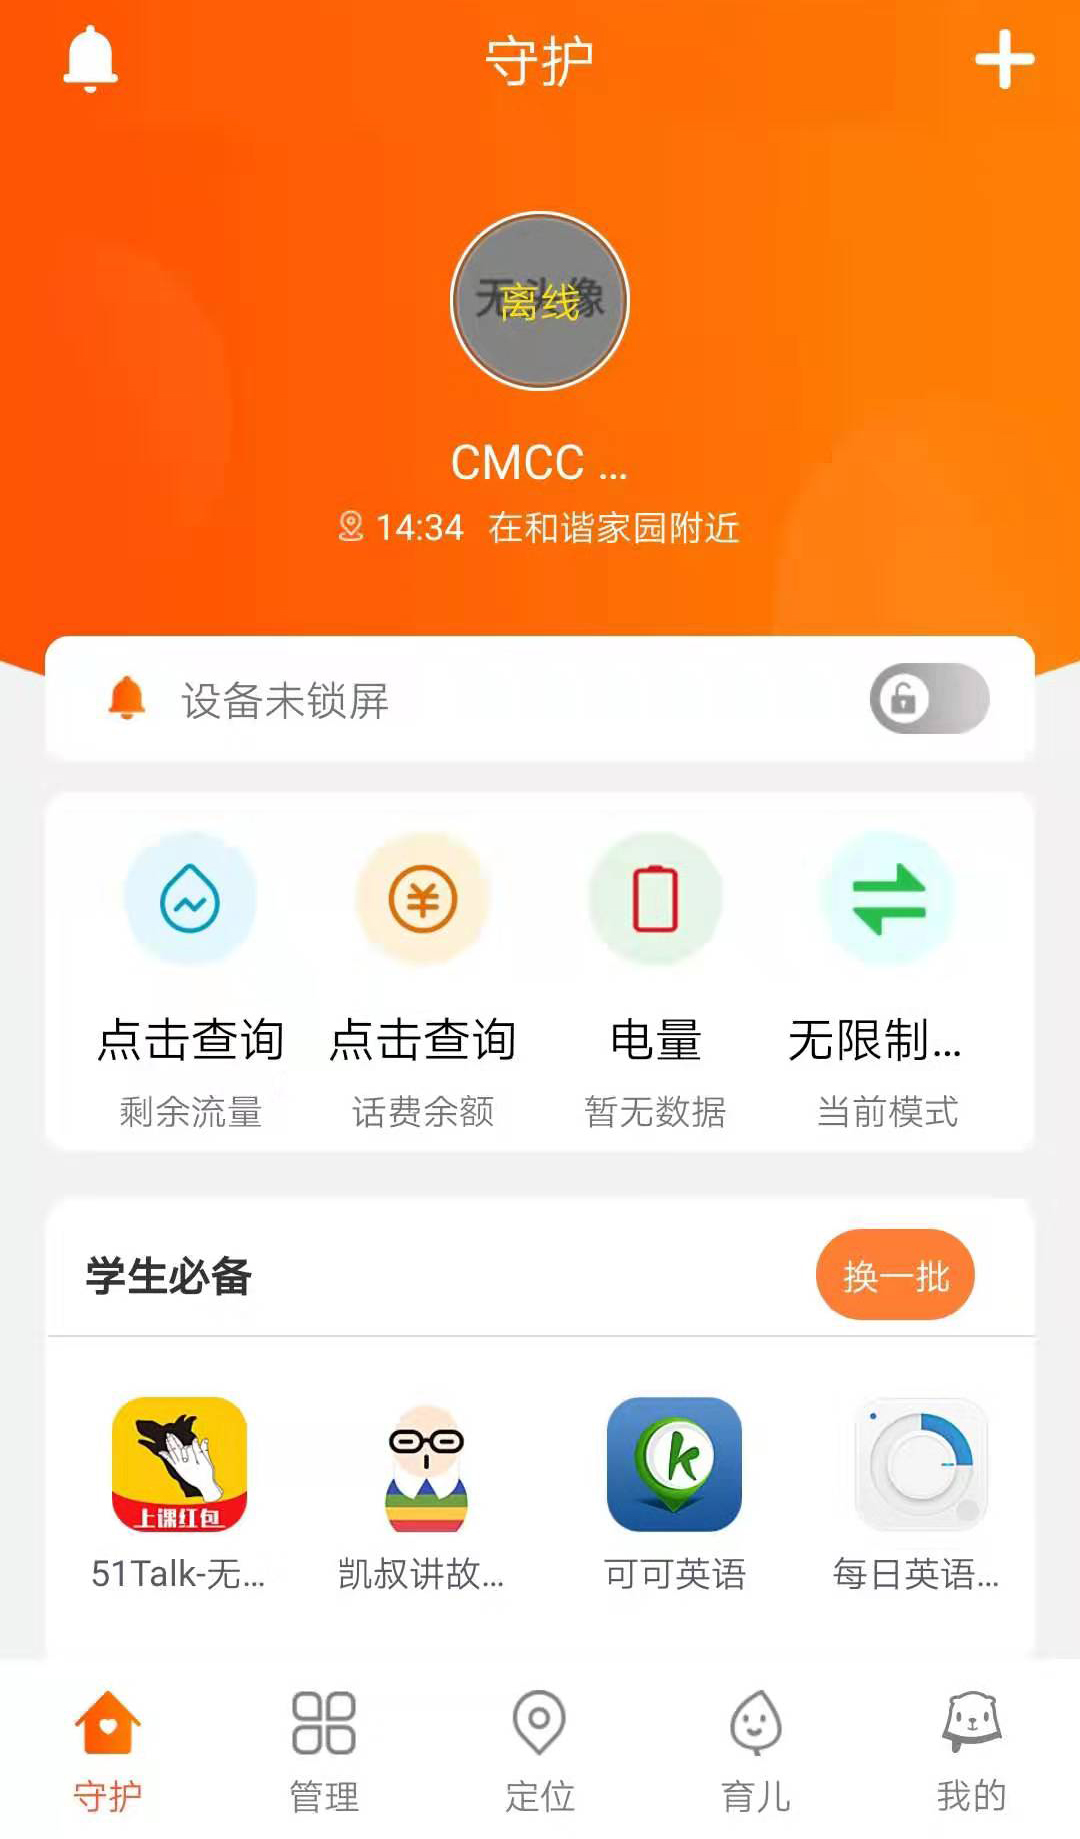 守护
无头像
离线
CMCC ...
14:34 在和谐家园附近
设备未锁屏
点击查询
点击查询
电量
无限制...
剩余流量
话费余额
暂无数据
当前模式
学生必备
换一批
上课红包
k
51Talk-无...
凯叔讲故...
可可英语
每日英语...
守护
管理
定位
育儿
我的